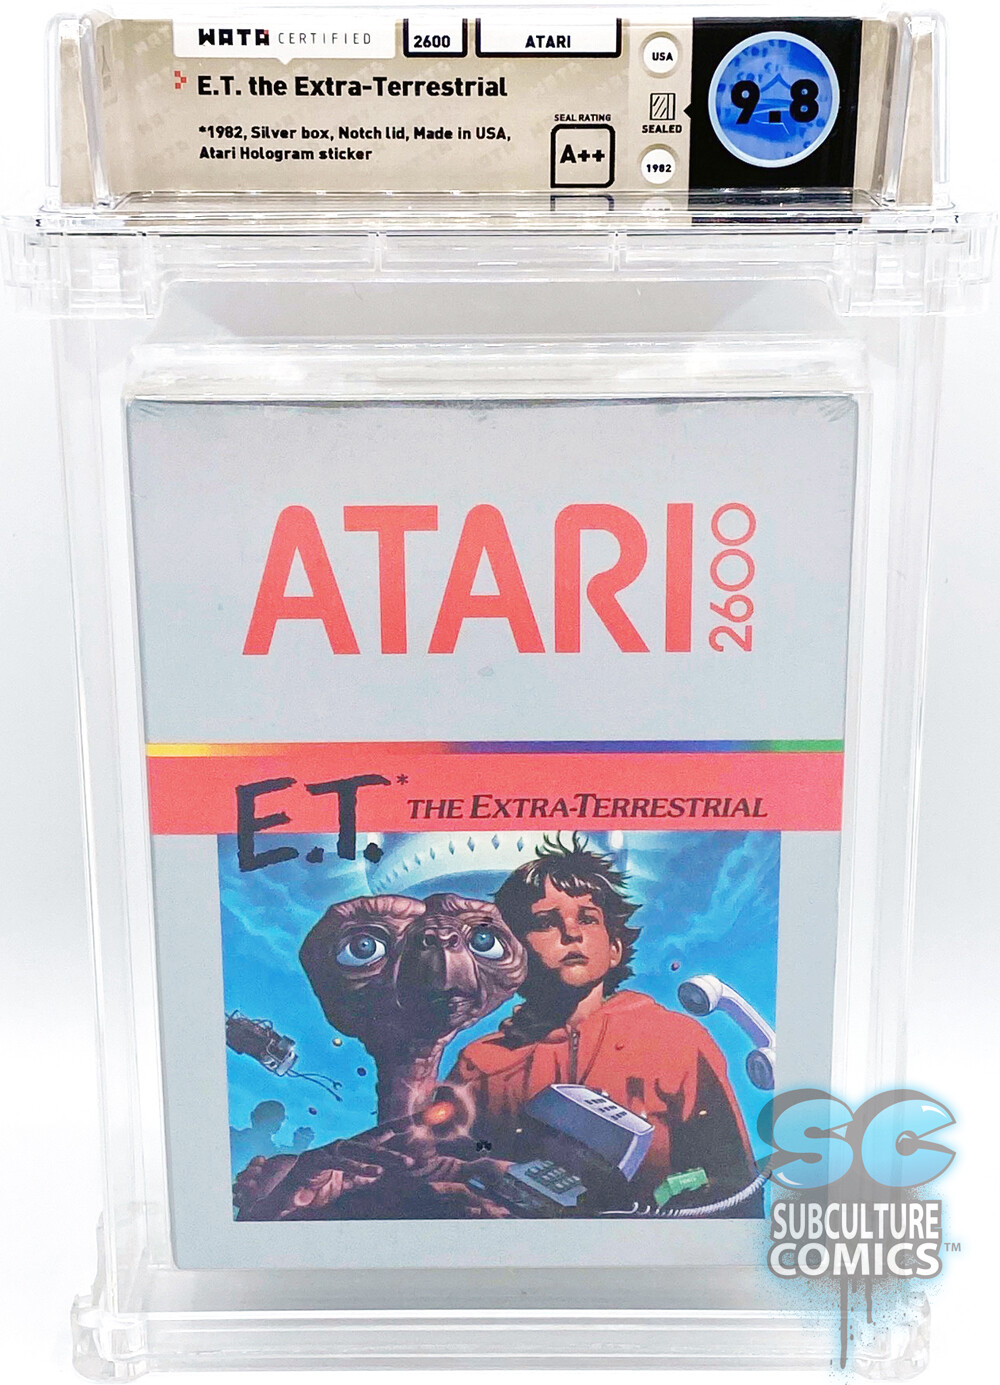 WATA CERTIFIED
2600
ATARI
USA
E.T. the Extra-Terrestrial
9.8
SEALED
*1982, Silver box, Notch lid, Made in USA,
Atari Hologram sticker
SEAL RATING
A++
1982
ATARI 2600
E.T.* THE EXTRA-TERRESTRIAL
SC
SUBCULTURE
COMICS™